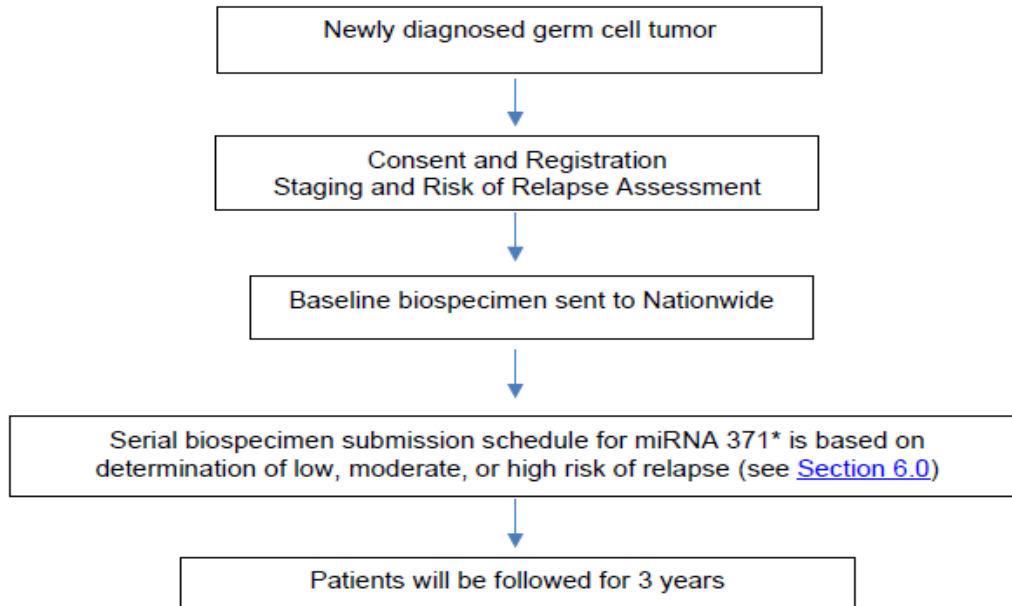 Newly diagnosed germ cell tumor
Consent and Registration
Staging and Risk of Relapse Assessment
Baseline biospecimen sent to Nationwide
Serial biospecimen submission schedule for miRNA 371* is based on
determination of low, moderate, or high risk of relapse (see Section 6.0)
Patients will be followed for 3 years